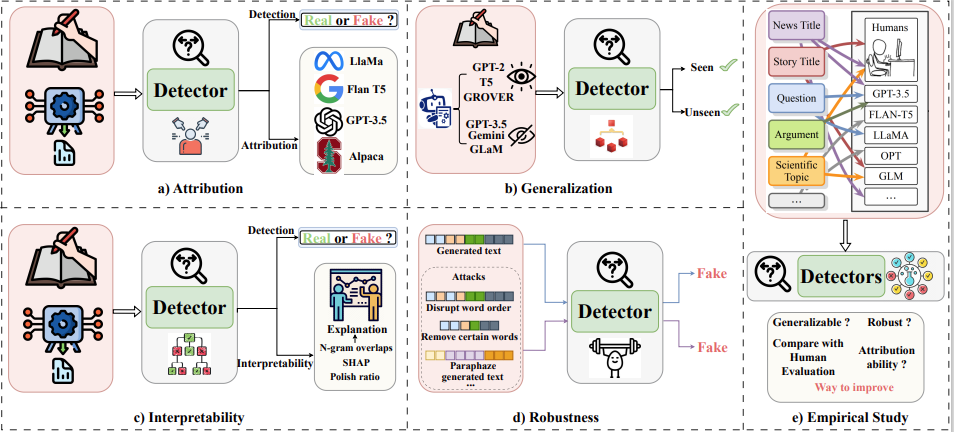 Detection
Real or Fake ?
Detector
LlaMa
Flan T5
GPT-3.5
Alpaca
Attribution
a) Attribution
GPT-2
T5
GROVER
GPT-3.5
Gemini
GLaM
Detector
Seen
Unseen
b) Generalization
Detection
Real or Fake ?
Detector
Explanation
N-gram overlaps
SHAP
Polish ratio
Interpretability
c) Interpretability
Generated text
Attacks
Disrupt word order
Remove certain words
Paraphaze
generated text
...
Detector
Fake
Fake
d) Robustness
News Title
Story Title
Question
Argument
Scientific
Topic
...
Humans
GPT-3.5
FLAN-T5
LLaMA
OPT
GLM
...
Detectors
Generalizable ?
Robust ?
Compare with
Human
Evaluation
Attribution
ability ?
Way to improve
e) Empirical Study